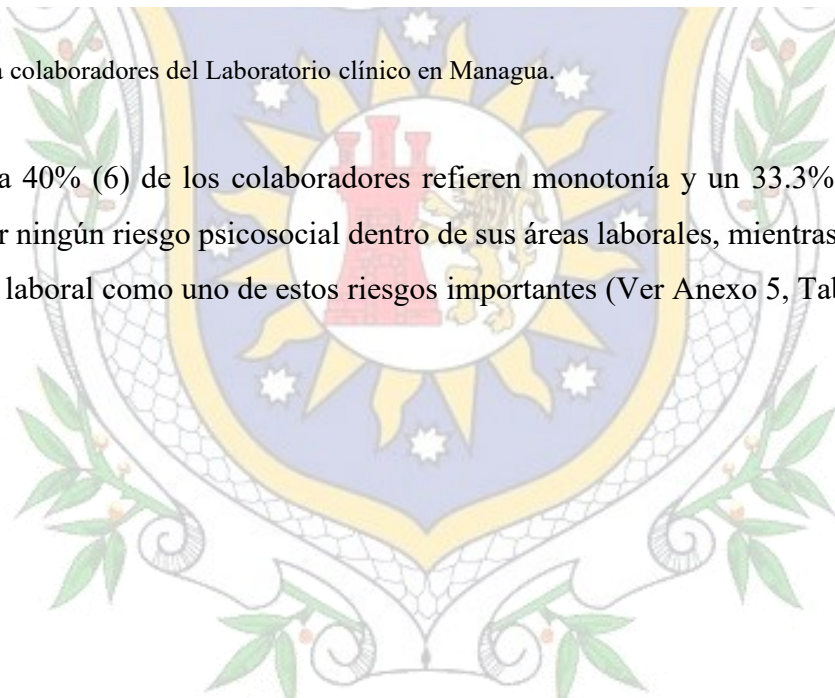 a colaboradores del Laboratorio clínico en Managua.
a 40% (6) de los colaboradores refieren monotonía y un 33.3%
r ningún riesgo psicosocial dentro de sus áreas laborales, mientras
laboral como uno de estos riesgos importantes (Ver Anexo 5, Tab